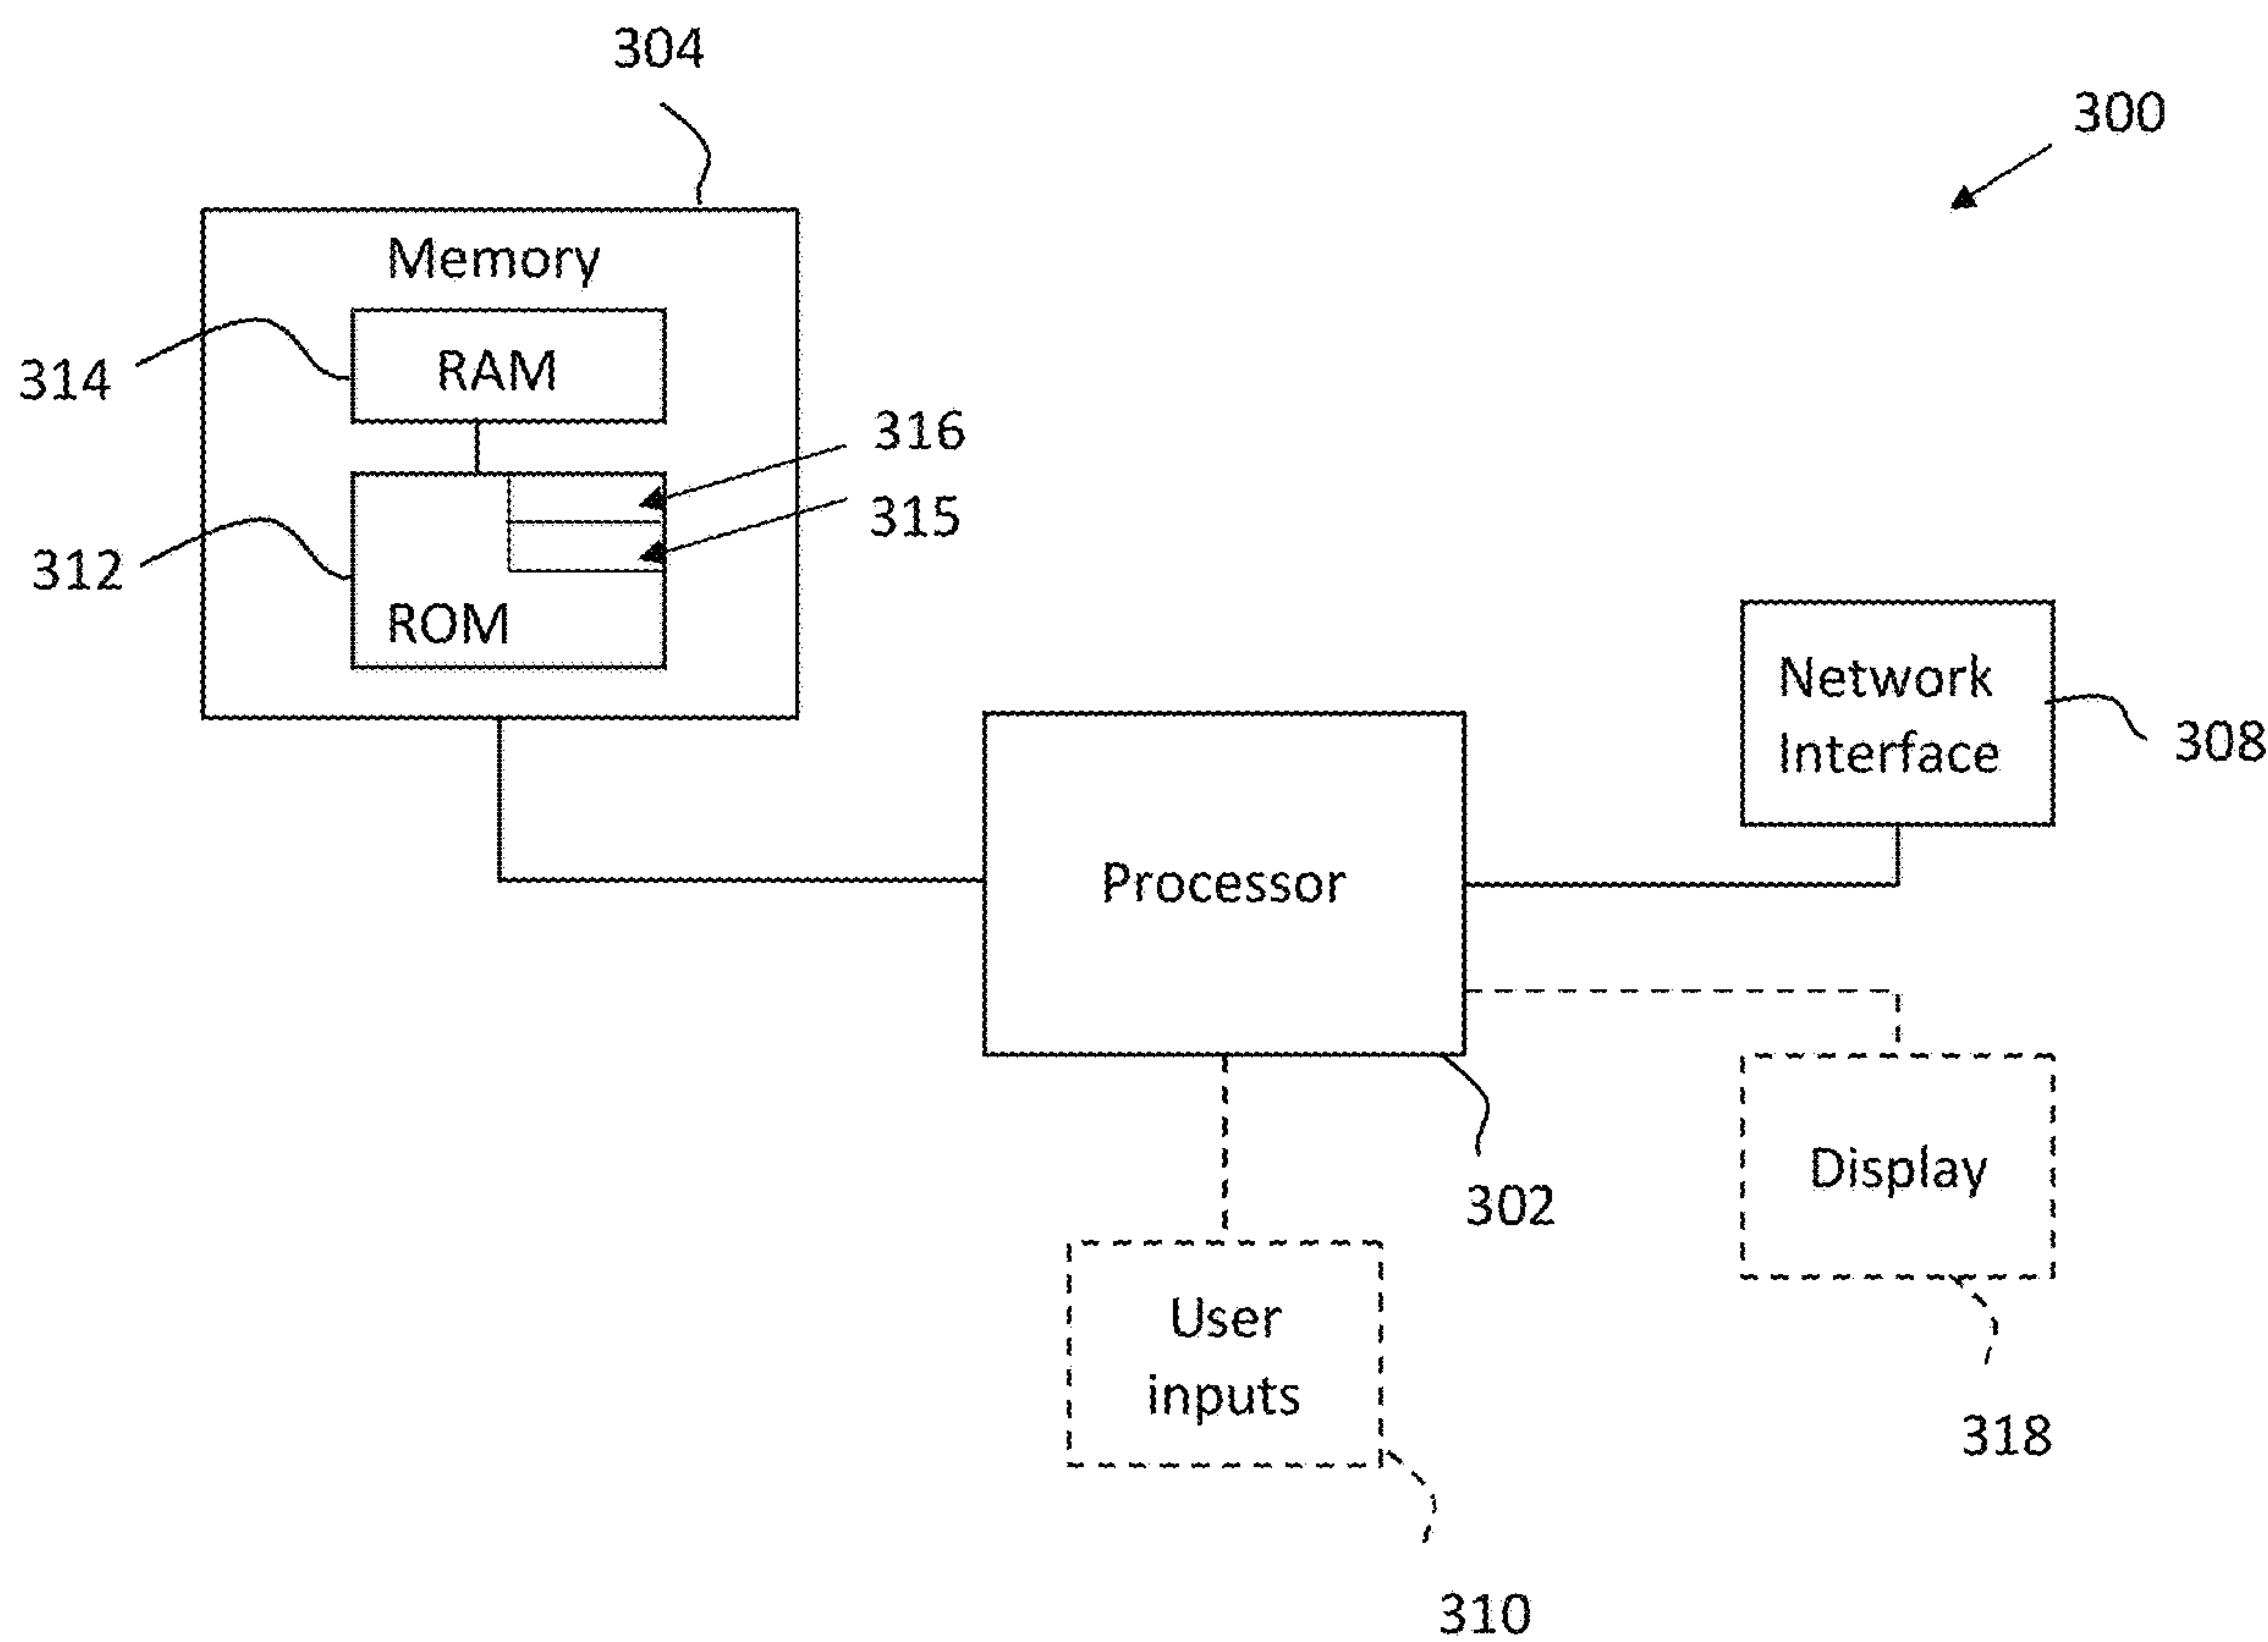 304
300
Memory
RAM
314
316
315
312
ROM
Network
Interface
308
Processor
302
Display
User
inputs
318
310